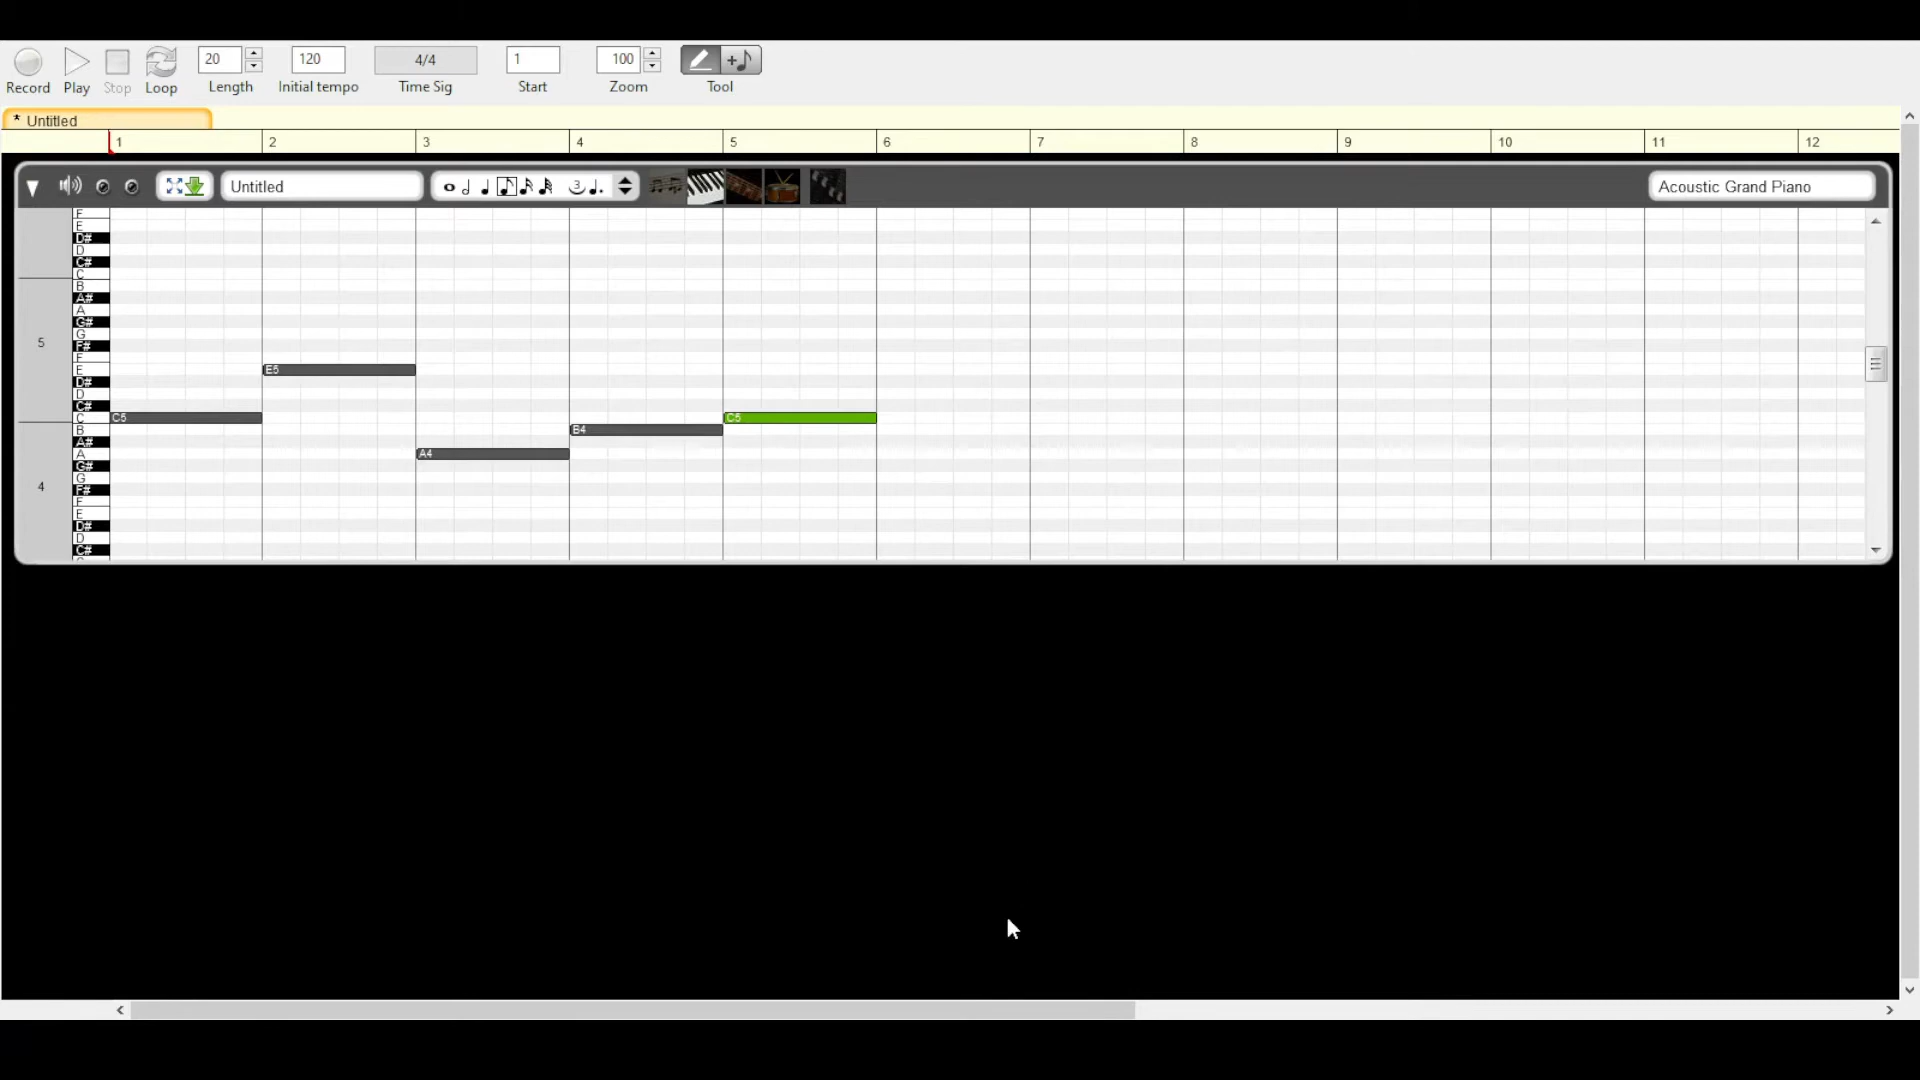 20 120 4/4 1 100
Record Play Stop Loop Length Initial tempo Time Sig Start Zoom Tool
* Untitled
1 2 3 4 5 6 7 8 9 10 11 12
Untitled Acoustic Grand Piano
F
E
D#
D
C#
C
B
A#
A
G#
G
F#
5
F
E E5
D#
D
C#
C C5 C5
B B4
A#
A A4
G#
G
4
F#
F
E
D#
D
C#